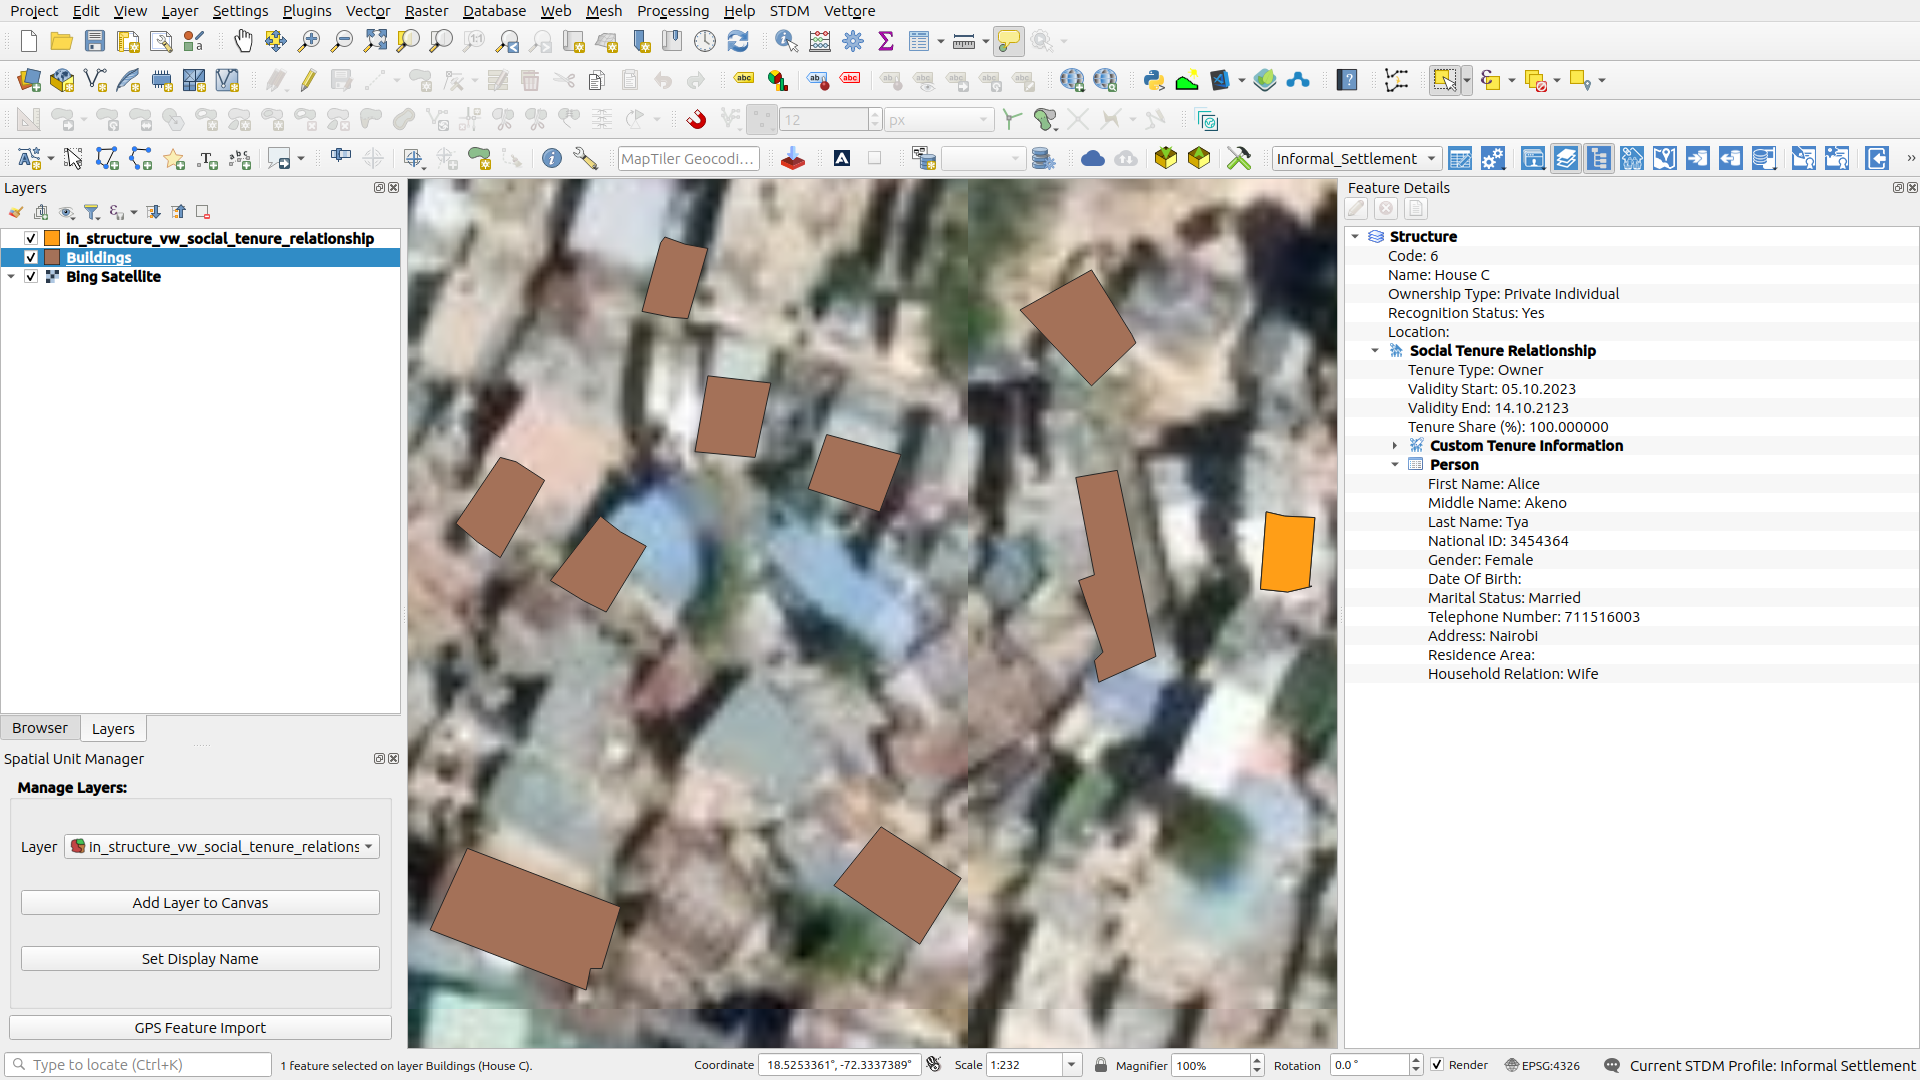 Project Edit View Layer Settings Plugins Vector Raster Database Web Mesh Processing Help STDM Vettore
1:1
abc abc
12 px
MapTiler Geocodi... Informal_Settlement »
Layers
in_structure_vw_social_tenure_relationship
Buildings
Bing Satellite
Browser Layers
Spatial Unit Manager
Manage Layers:
Layer in_structure_vw_social_tenure_relations
Add Layer to Canvas
Set Display Name
GPS Feature Import
Feature Details
Structure
Code: 6
Name: House C
Ownership Type: Private Individual
Recognition Status: Yes
Location:
Social Tenure Relationship
Tenure Type: Owner
Validity Start: 05.10.2023
Validity End: 14.10.2123
Tenure Share (%): 100.000000
Custom Tenure Information
Person
First Name: Alice
Middle Name: Akeno
Last Name: Tya
National ID: 3454364
Gender: Female
Date Of Birth:
Marital Status: Married
Telephone Number: 711516003
Address: Nairobi
Residence Area:
Household Relation: Wife
Type to locate (Ctrl+K) 1 feature selected on layer Buildings (House C). Coordinate 18.5253361°, -72.3337389° Scale 1:232 Magnifier 100% Rotation 0.0 ° Render EPSG:4326 Current STDM Profile: Informal Settlement